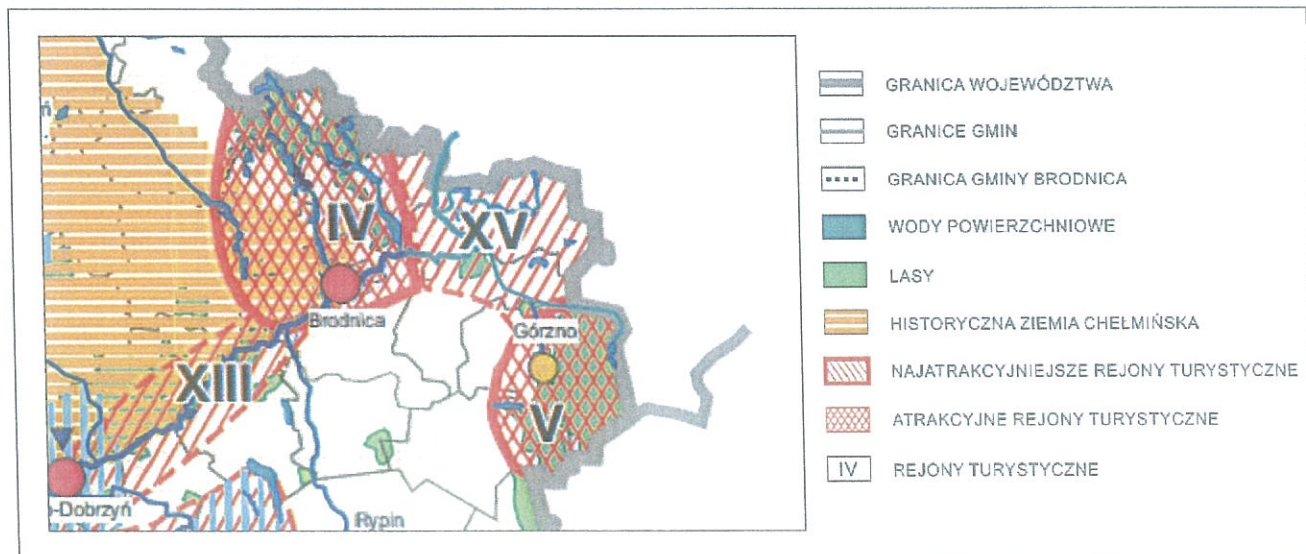 IV
XV
Brodnica
Górzno
XIII
V
-Dobrzyń
Rypin
GRANICA WOJEWÓDZTWA
GRANICE GMIN
GRANICA GMINY BRODNICA
WODY POWIERZCHNIOWE
LASY
HISTORYCZNA ZIEMIA CHEŁMIŃSKA
NAJATRAKCYJNIEJSZE REJONY TURYSTYCZNE
ATRAKCYJNE REJONY TURYSTYCZNE
IV REJONY TURYSTYCZNE